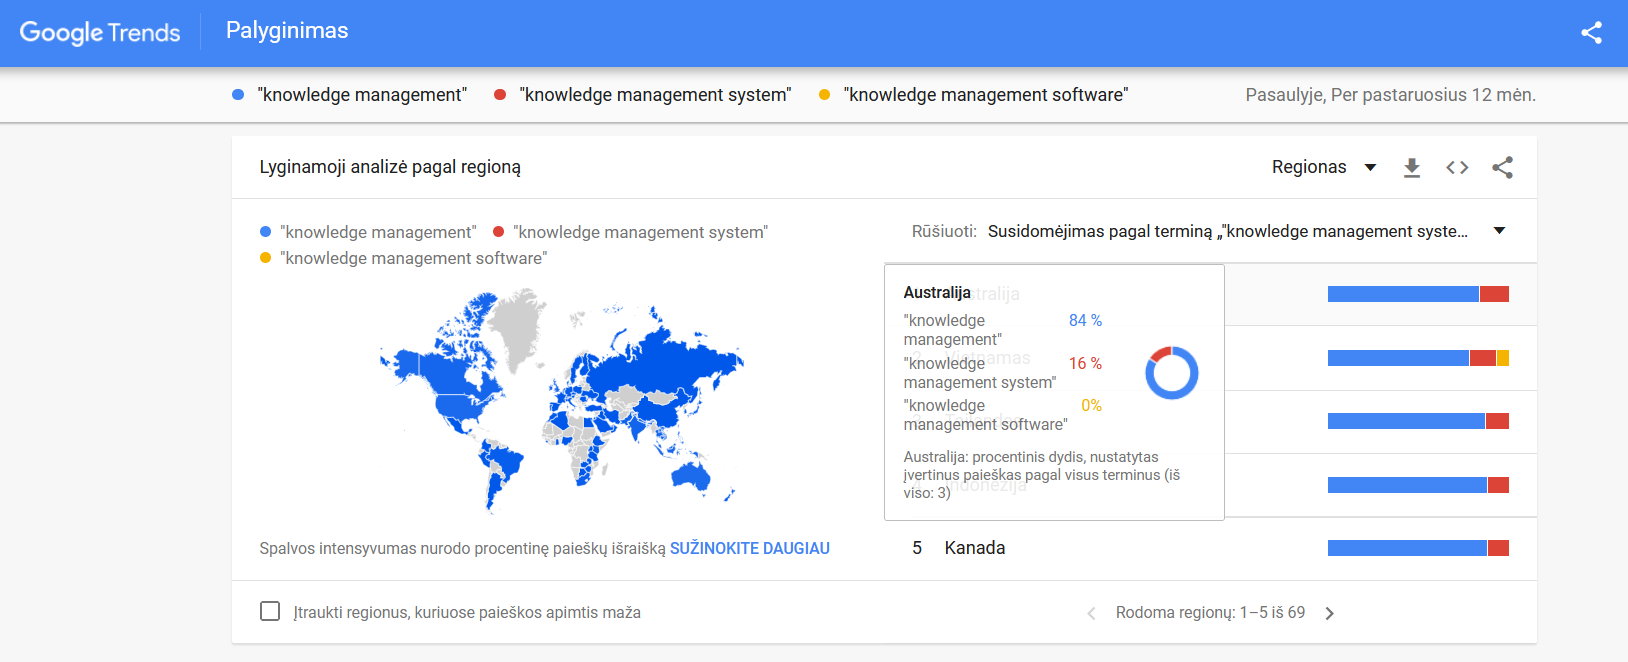 Google Trends
Palyginimas
"knowledge management"
"knowledge management system"
"knowledge management software"
Pasaulyje, Per pastaruosius 12 mėn.
Lyginamoji analizė pagal regioną
Regionas
"knowledge management"
"knowledge management system"
"knowledge management software"
Spalvos intensyvumas nurodo procentinę paieškų išraišką SUŽINOKITE DAUGIAU
Rūšiuoti: Susidomėjimas pagal terminą „"knowledge management syste...
Australija
"knowledge
management"
84 %
"knowledge
management system"
16 %
"knowledge
management software"
0%
Australija: procentinis dydis, nustatytas
įvertinus paieškas pagal visus terminus (iš
viso: 3)
2 Vietnamas
4 Indonezija
5 Kanada
Įtraukti regionus, kuriuose paieškos apimtis maža
Rodoma regionų: 1–5 iš 69